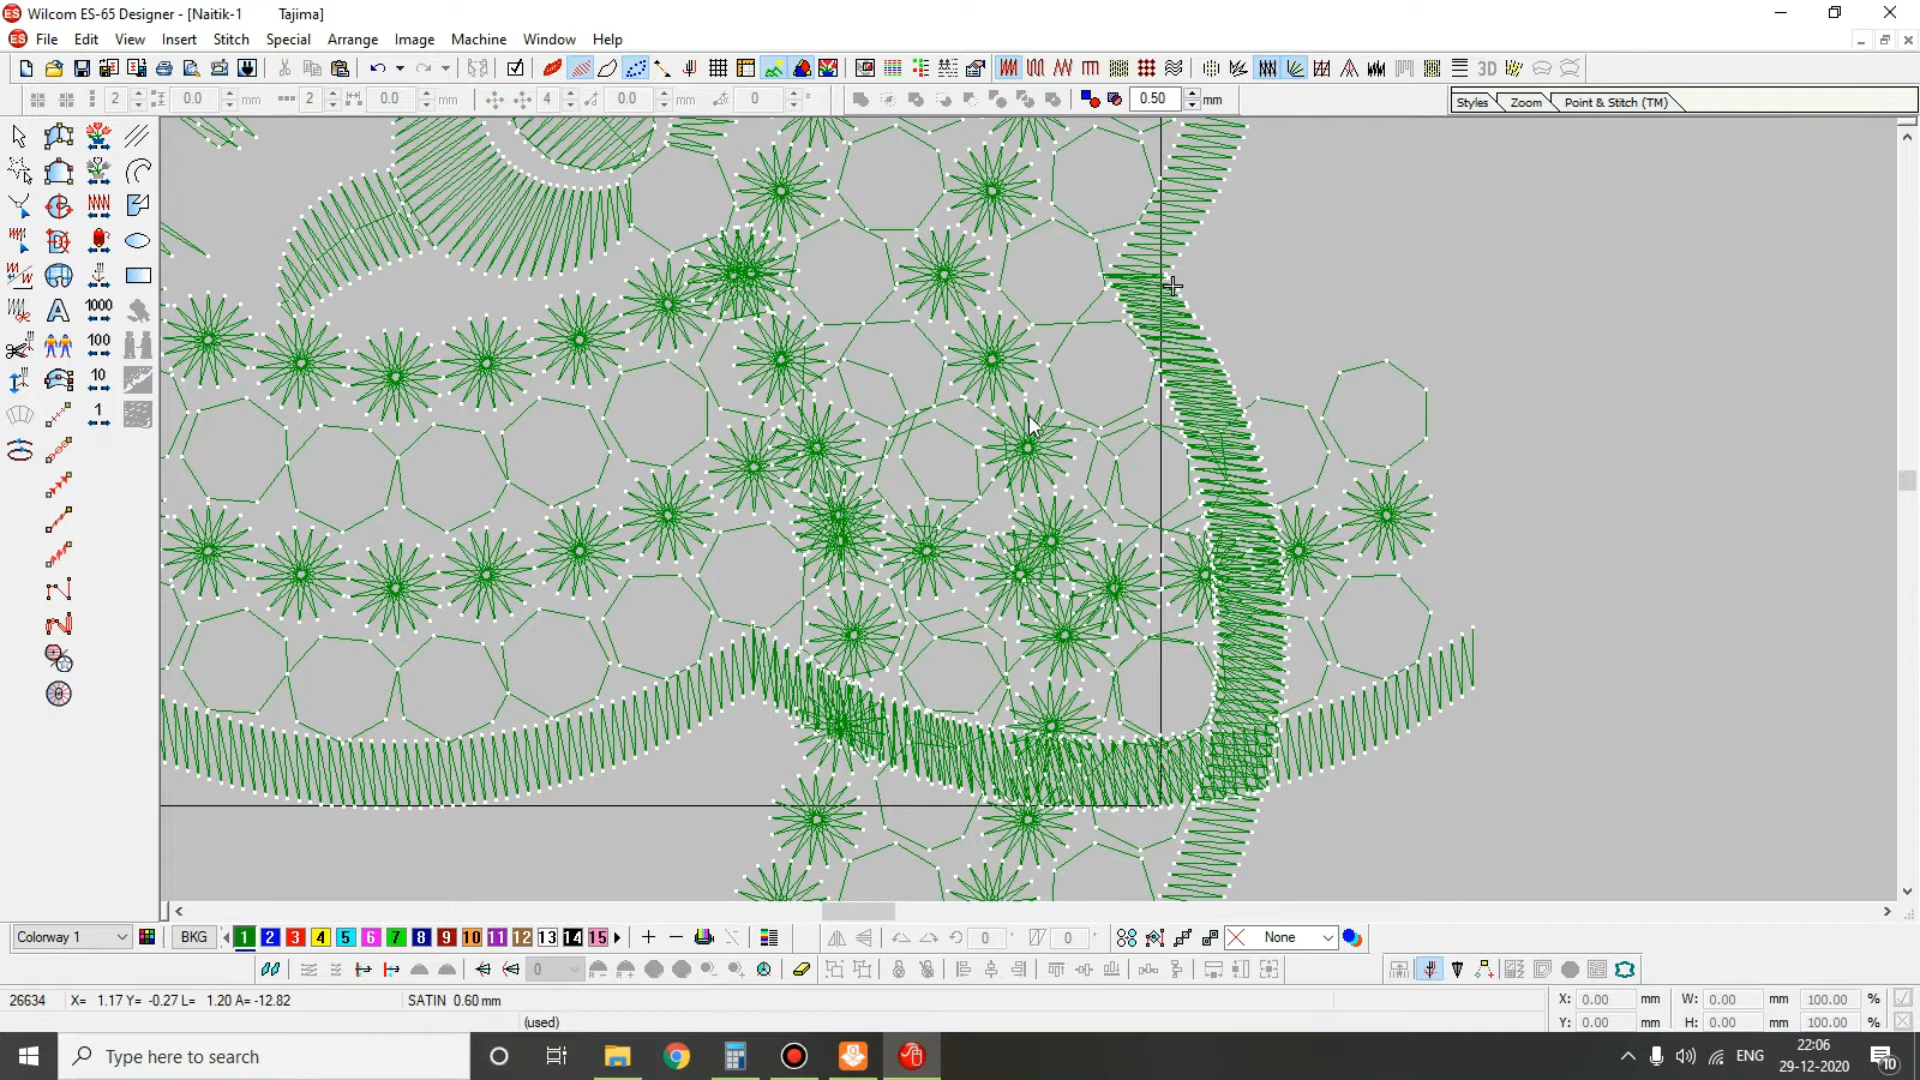 Wilcom ES-65 Designer - [Naitik-1 Tajima]
File Edit View Insert Stitch Special Arrange Image Machine Window Help
3D
2 0.0 mm 2 0.0 mm 4 0.0 mm 0 ° 0.50 mm Styles Zoom Point & Stitch (TM)
A 1000
100
10
1
Colorway 1 BKG 1 2 3 4 5 6 7 8 9 10 11 12 13 14 15 0 ° 0 ° None
0
26634 X= 1.17 Y= -0.27 L= 1.20 A= -12.82 SATIN 0.60 mm X: 0.00 mm W: 0.00 mm 100.00 %
(used) Y: 0.00 mm H: 0.00 mm 100.00 %
Type here to search ENG 22:06
29-12-2020 10